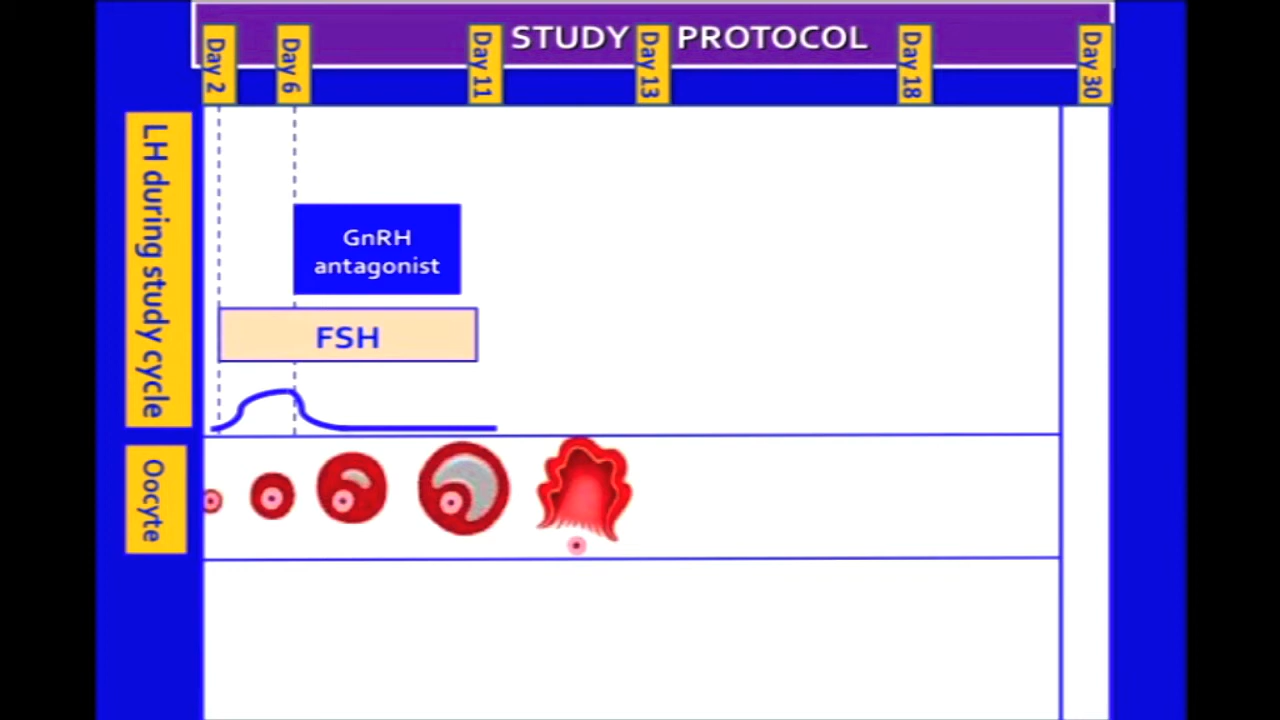 STUDY PROTOCOL
Day 2
Day 6
Day 11
Day 13
Day 18
Day 30
LH during study cycle
GnRH
antagonist
FSH
Oocyte